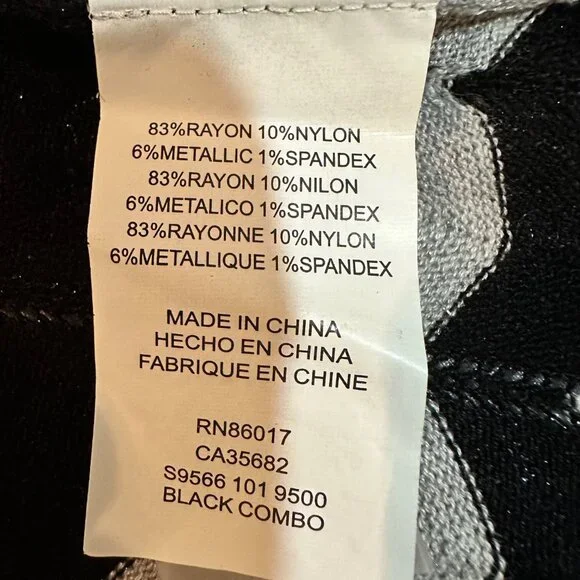 83%RAYON 10%NYLON
6%METALLIC 1%SPANDEX
83%RAYON 10%NILON
6%METALICO 1%SPANDEX
83%RAYONNE 10%NYLON
6%METALLIQUE 1%SPANDEX
MADE IN CHINA
HECHO EN CHINA
FABRIQUE EN CHINE
RN86017
CA35682
S9566 101 9500
BLACK COMBO